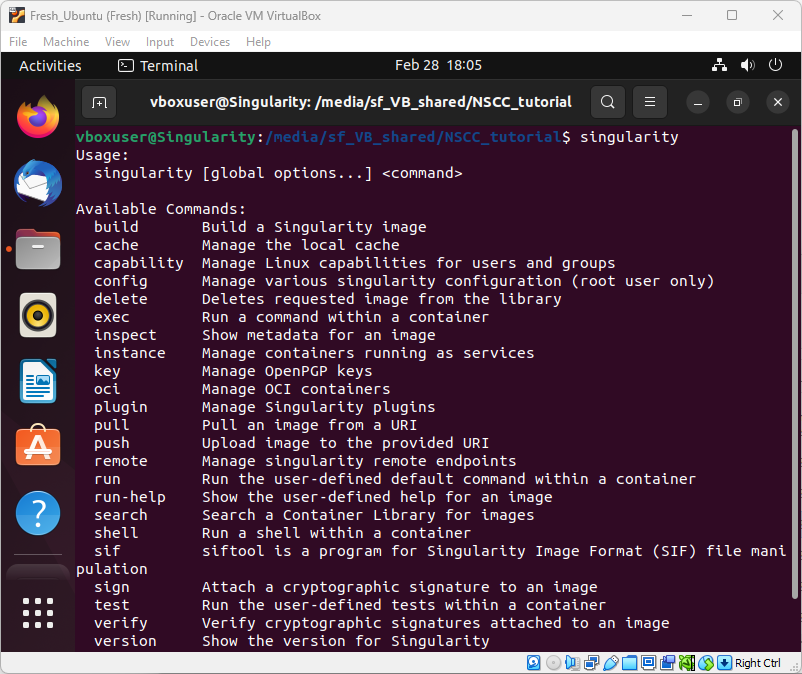 Fresh_Ubuntu (Fresh) [Running] - Oracle VM VirtualBox
File Machine View Input Devices Help
Activities Terminal Feb 28 18:05
vboxuser@Singularity: /media/sf_VB_shared/NSCC_tutorial
vboxuser@Singularity:/media/sf_VB_shared/NSCC_tutorial$ singularity
Usage:
  singularity [global options...] <command>

Available Commands:
  build       Build a Singularity image
  cache       Manage the local cache
  capability  Manage Linux capabilities for users and groups
  config      Manage various singularity configuration (root user only)
  delete      Deletes requested image from the library
  exec        Run a command within a container
  inspect     Show metadata for an image
  instance    Manage containers running as services
  key         Manage OpenPGP keys
  oci         Manage OCI containers
  plugin      Manage Singularity plugins
  pull        Pull an image from a URI
  push        Upload image to the provided URI
  remote      Manage singularity remote endpoints
  run         Run the user-defined default command within a container
  run-help    Show the user-defined help for an image
  search      Search a Container Library for images
  shell       Run a shell within a container
  sif         siftool is a program for Singularity Image Format (SIF) file mani
pulation
  sign        Attach a cryptographic signature to an image
  test        Run the user-defined tests within a container
  verify      Verify cryptographic signatures attached to an image
  version     Show the version for Singularity
Right Ctrl